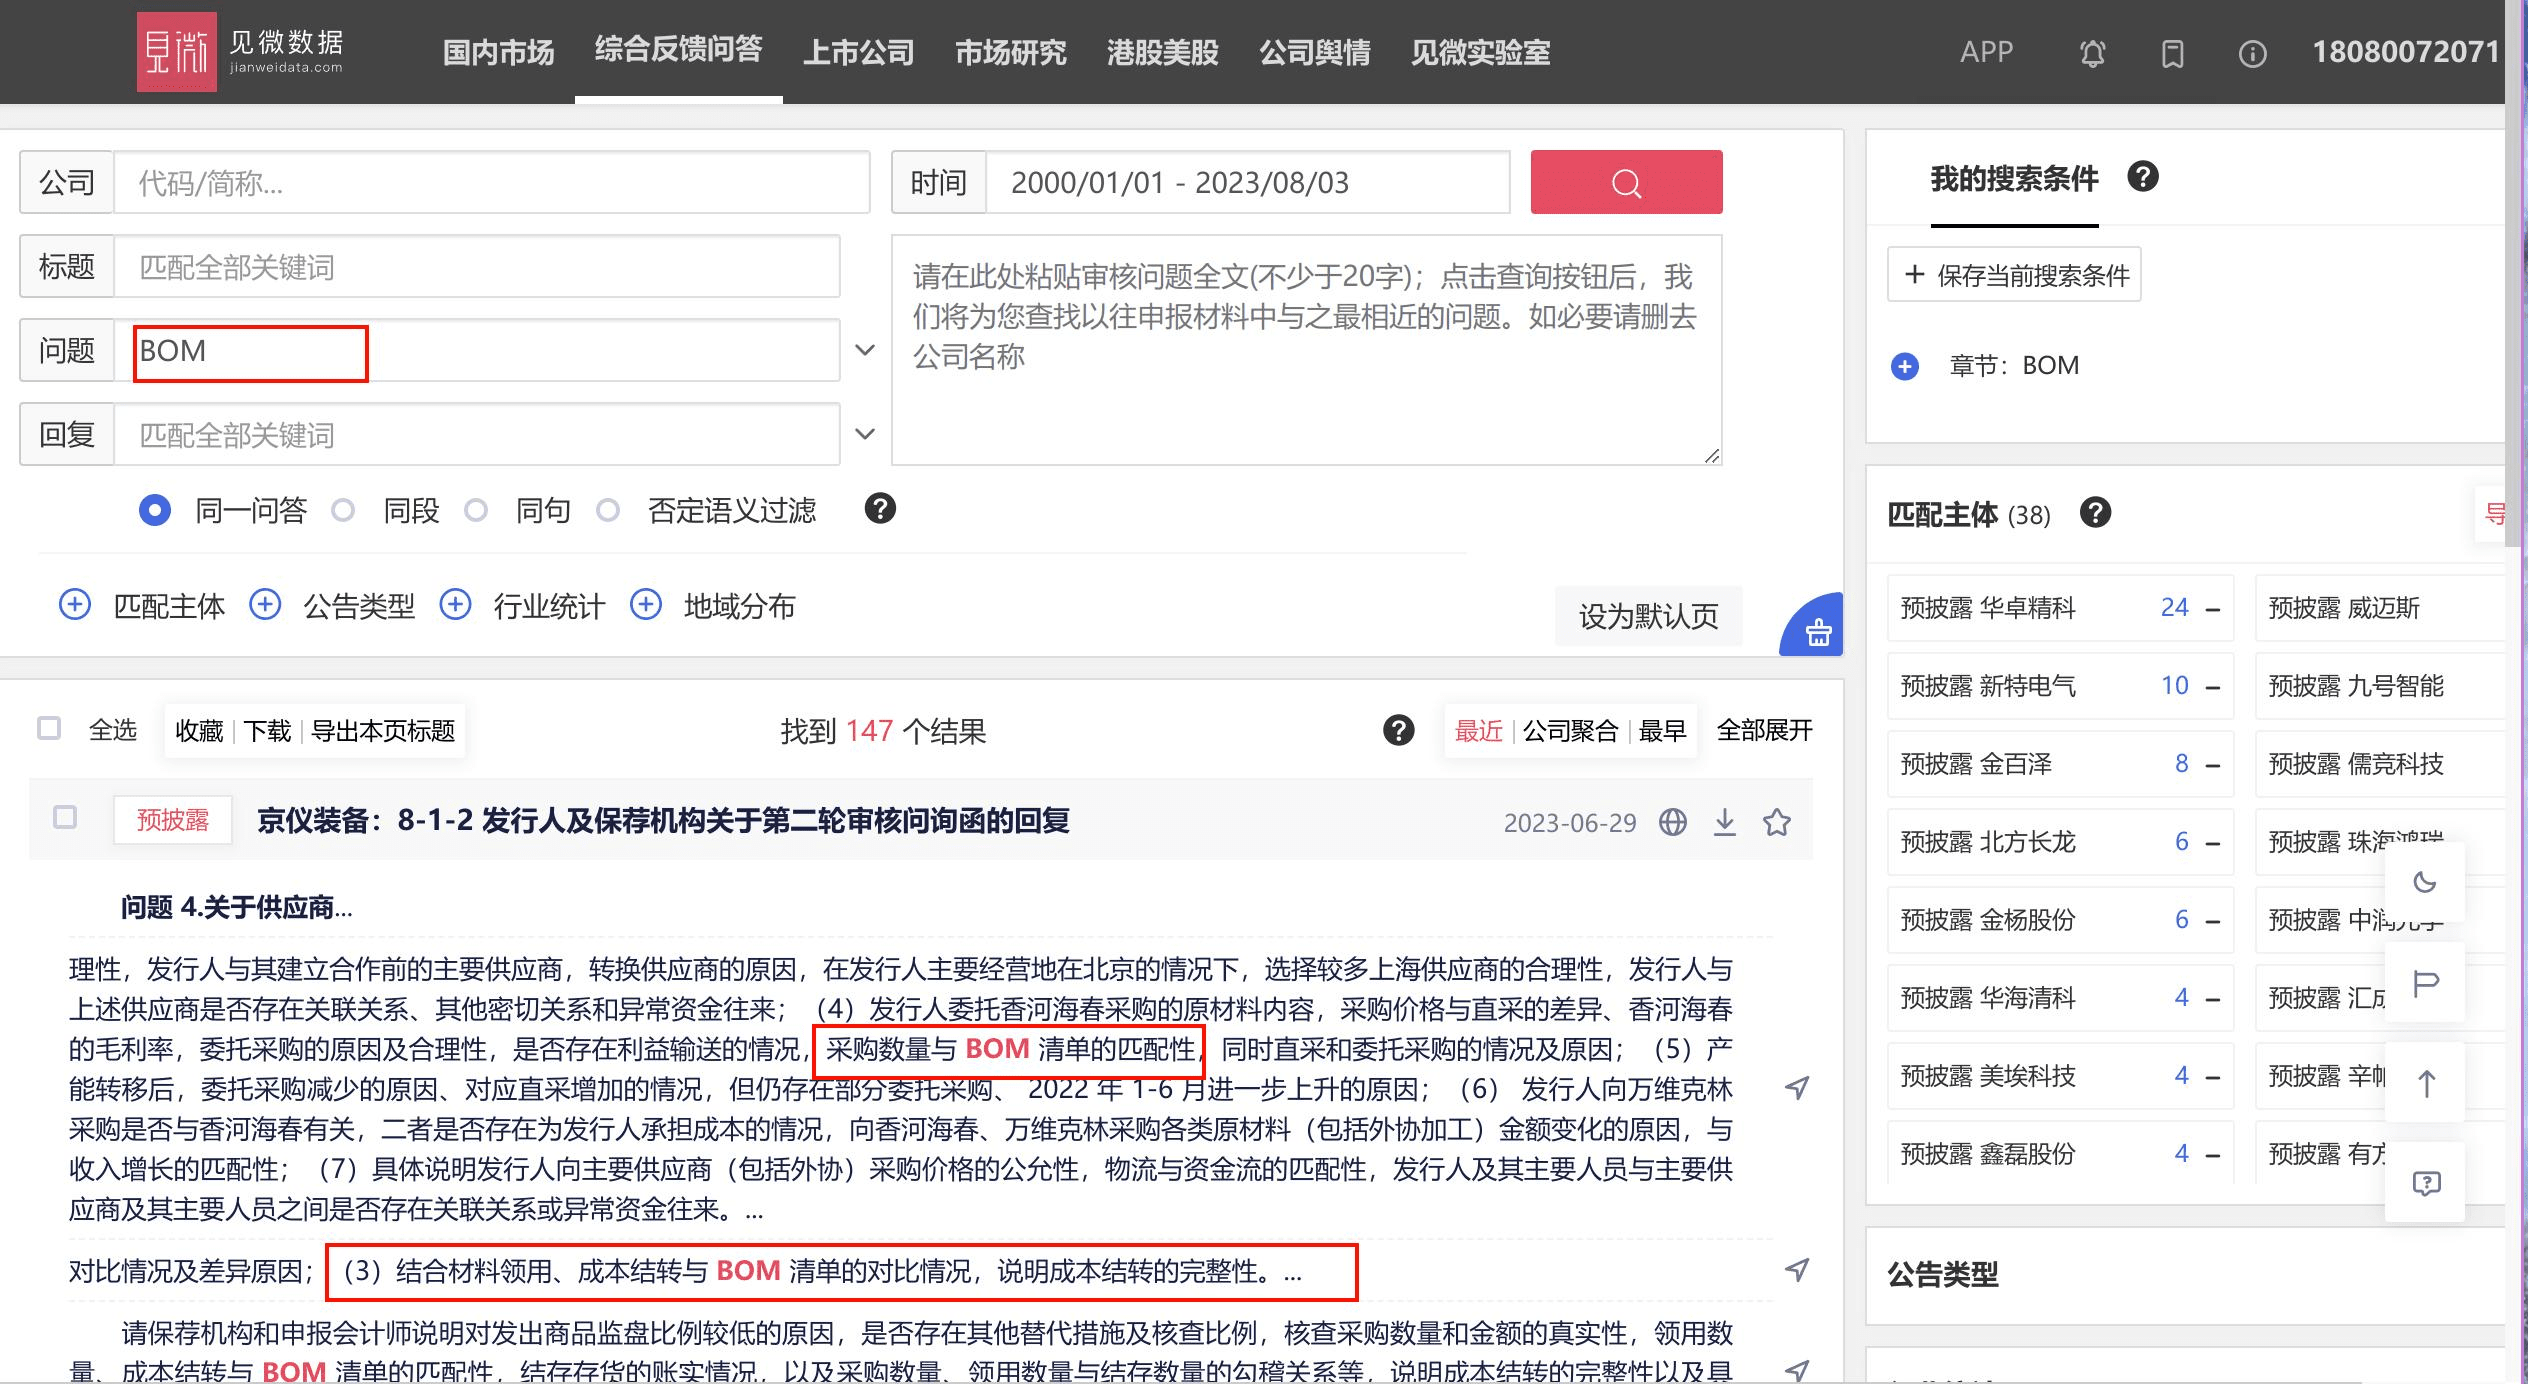 見微 见微数据
jianweidata.com
国内市场 综合反馈问答 上市公司 市场研究 港股美股 公司舆情 见微实验室 APP 18080072071
公司 代码/简称... 时间 2000/01/01 - 2023/08/03
标题 匹配全部关键词
问题 BOM
回复 匹配全部关键词
请在此处粘贴审核问题全文(不少于20字)；点击查询按钮后，我
们将为您查找以往申报材料中与之最相近的问题。如必要请删去
公司名称
同一问答 同段 同句 否定语义过滤
匹配主体 公告类型 行业统计 地域分布 设为默认页
全选 收藏 | 下载 | 导出本页标题 找到 147 个结果 最近 | 公司聚合 | 最早 全部展开
预披露 京仪装备：8-1-2 发行人及保荐机构关于第二轮审核问询函的回复 2023-06-29
问题 4.关于供应商...
理性，发行人与其建立合作前的主要供应商，转换供应商的原因，在发行人主要经营地在北京的情况下，选择较多上海供应商的合理性，发行人与
上述供应商是否存在关联关系、其他密切关系和异常资金往来；（4）发行人委托香河海春采购的原材料内容，采购价格与直采的差异、香河海春
的毛利率，委托采购的原因及合理性，是否存在利益输送的情况，采购数量与 BOM 清单的匹配性，同时直采和委托采购的情况及原因；（5）产
能转移后，委托采购减少的原因、对应直采增加的情况，但仍存在部分委托采购、 2022 年 1-6 月进一步上升的原因；（6） 发行人向万维克林
采购是否与香河海春有关，二者是否存在为发行人承担成本的情况，向香河海春、万维克林采购各类原材料（包括外协加工）金额变化的原因，与
收入增长的匹配性；（7）具体说明发行人向主要供应商（包括外协）采购价格的公允性，物流与资金流的匹配性，发行人及其主要人员与主要供
应商及其主要人员之间是否存在关联关系或异常资金往来。...
对比情况及差异原因；（3）结合材料领用、成本结转与 BOM 清单的对比情况，说明成本结转的完整性。...
请保荐机构和申报会计师说明对发出商品监盘比例较低的原因，是否存在其他替代措施及核查比例，核查采购数量和金额的真实性，领用数
量、成本结转与 BOM 清单的匹配性，结存存货的账实情况，以及采购数量、领用数量与结存数量的勾稽关系等，说明成本结转的完整性以及具
我的搜索条件
+ 保存当前搜索条件
章节：BOM
匹配主体 (38) 导
预披露 华卓精科 24 预披露 威迈斯
预披露 新特电气 10 预披露 九号智能
预披露 金百泽 8 预披露 儒竞科技
预披露 北方长龙 6 预披露 珠海鸿瑞
预披露 金杨股份 6 预披露 中润光学
预披露 华海清科 4 预披露 汇成
预披露 美埃科技 4 预披露 辛帕
预披露 鑫磊股份 4 预披露 有方
公告类型